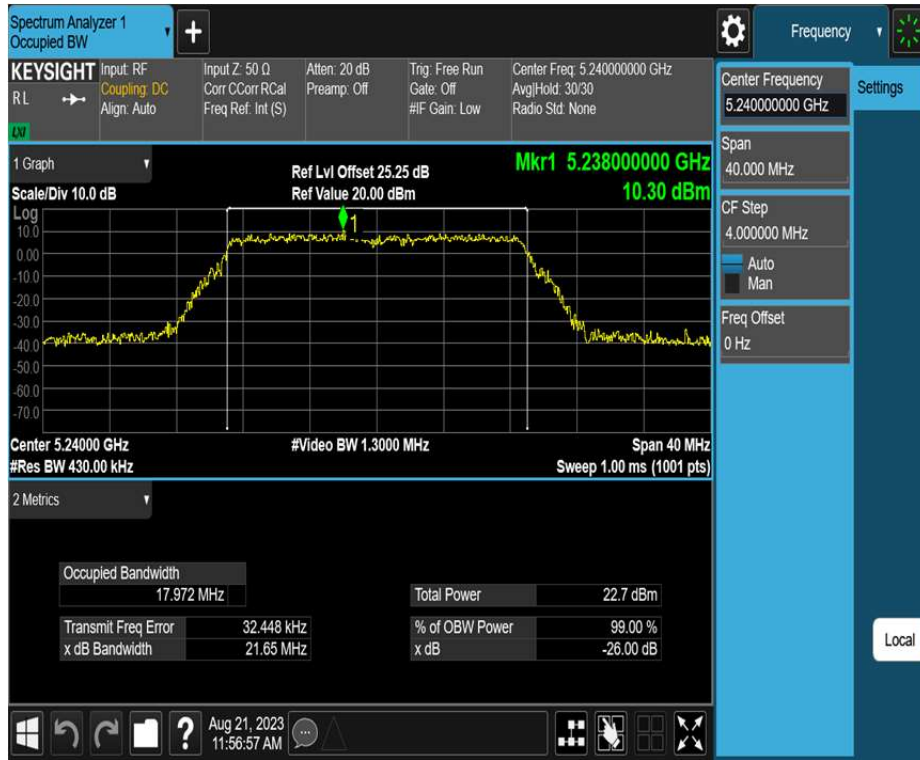 Spectrum Analyzer 1
Occupied BW
+
Frequency
KEYSIGHT
R L
LXI
Input: RF
Coupling: DC
Align: Auto
Input Z: 50 Ω
Corr CCorr RCal
Freq Ref: Int (S)
Atten: 20 dB
Preamp: Off
Trig: Free Run
Gate: Off
#IF Gain: Low
Center Freq: 5.240000000 GHz
Avg|Hold: 30/30
Radio Std: None
Center Frequency
5.240000000 GHz
Settings
Span
40.000 MHz
CF Step
4.000000 MHz
Auto
Man
Freq Offset
0 Hz
1 Graph
Scale/Div 10.0 dB
Ref Lvl Offset 25.25 dB
Ref Value 20.00 dBm
Mkr1 5.238000000 GHz
10.30 dBm
Log
10.0
0.00
-10.0
-20.0
-30.0
-40.0
-50.0
-60.0
-70.0
1
Center 5.24000 GHz
#Res BW 430.00 kHz
#Video BW 1.3000 MHz
Span 40 MHz
Sweep 1.00 ms (1001 pts)
2 Metrics
Occupied Bandwidth
17.972 MHz
Total Power 22.7 dBm
Transmit Freq Error 32.448 kHz
% of OBW Power 99.00 %
x dB Bandwidth 21.65 MHz
x dB -26.00 dB
Local
?
Aug 21, 2023
11:56:57 AM